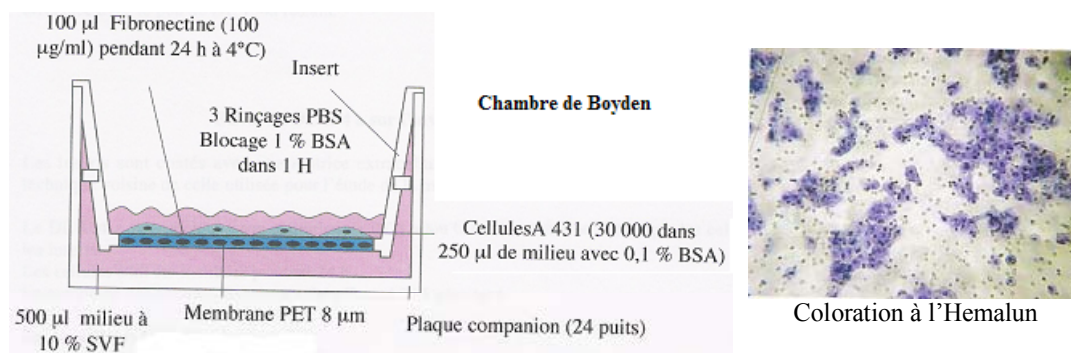 100 µl Fibronectine (100
µg/ml) pendant 24 h à 4°C)
Insert
3 Rinçages PBS
Blocage 1 % BSA
dans 1 H
Chambre de Boyden
CellulesA 431 (30 000 dans
250 µl de milieu avec 0,1 % BSA)
500 µl milieu à
10 % SVF
Membrane PET 8 µm
Plaque companion (24 puits)
Coloration à l'Hemalun